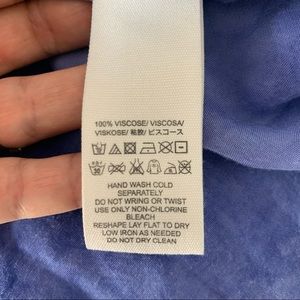 100% VISCOSE/ VISCOSA/
VISKOSE/ 粘胶/ ビスコース
30
HAND WASH COLD
SEPARATELY
DO NOT WRING OR TWIST
USE ONLY NON-CHLORINE
BLEACH
RESHAPE LAY FLAT TO DRY
LOW IRON AS NEEDED
DO NOT DRY CLEAN